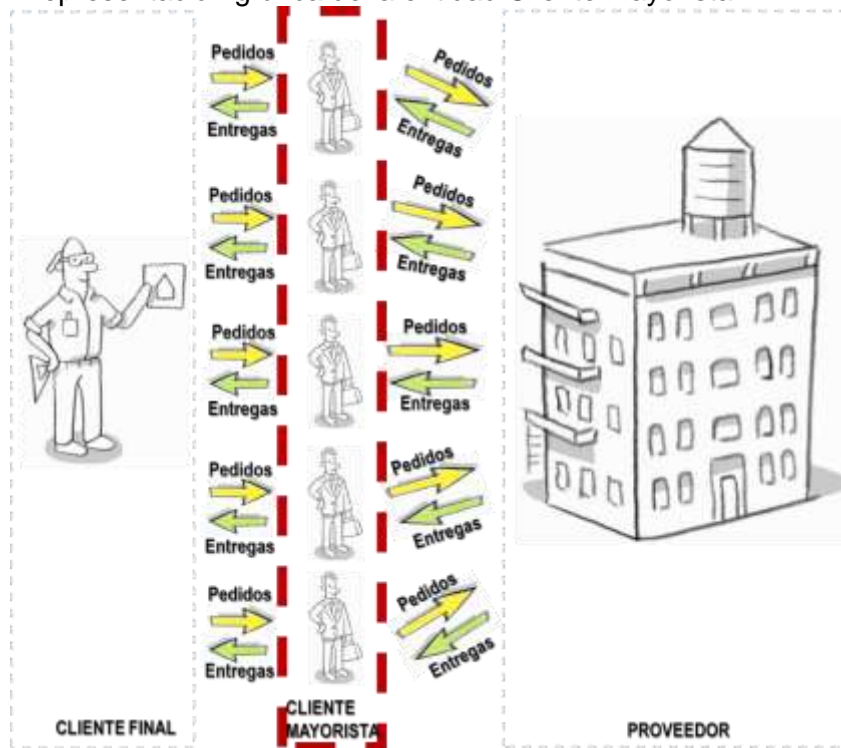 Pedidos
Entregas
Pedidos
Entregas
Pedidos
Entregas
Pedidos
Entregas
Pedidos
Entregas
Pedidos
Entregas
Pedidos
Entregas
Pedidos
Entregas
Pedidos
Entregas
Pedidos
Entregas
CLIENTE FINAL
CLIENTE
MAYORISTA
PROVEEDOR